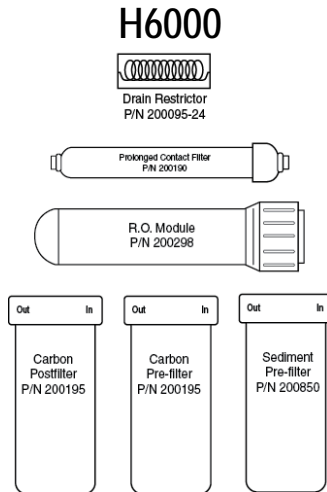 H6000
Drain Restrictor
P/N 200095-24
Prolonged Contact Filter
P/N 200190
R.O. Module
P/N 200298
Out In
Carbon
Postfilter
P/N 200195
Out In
Carbon
Pre-filter
P/N 200195
Out In
Sediment
Pre-filter
P/N 200850